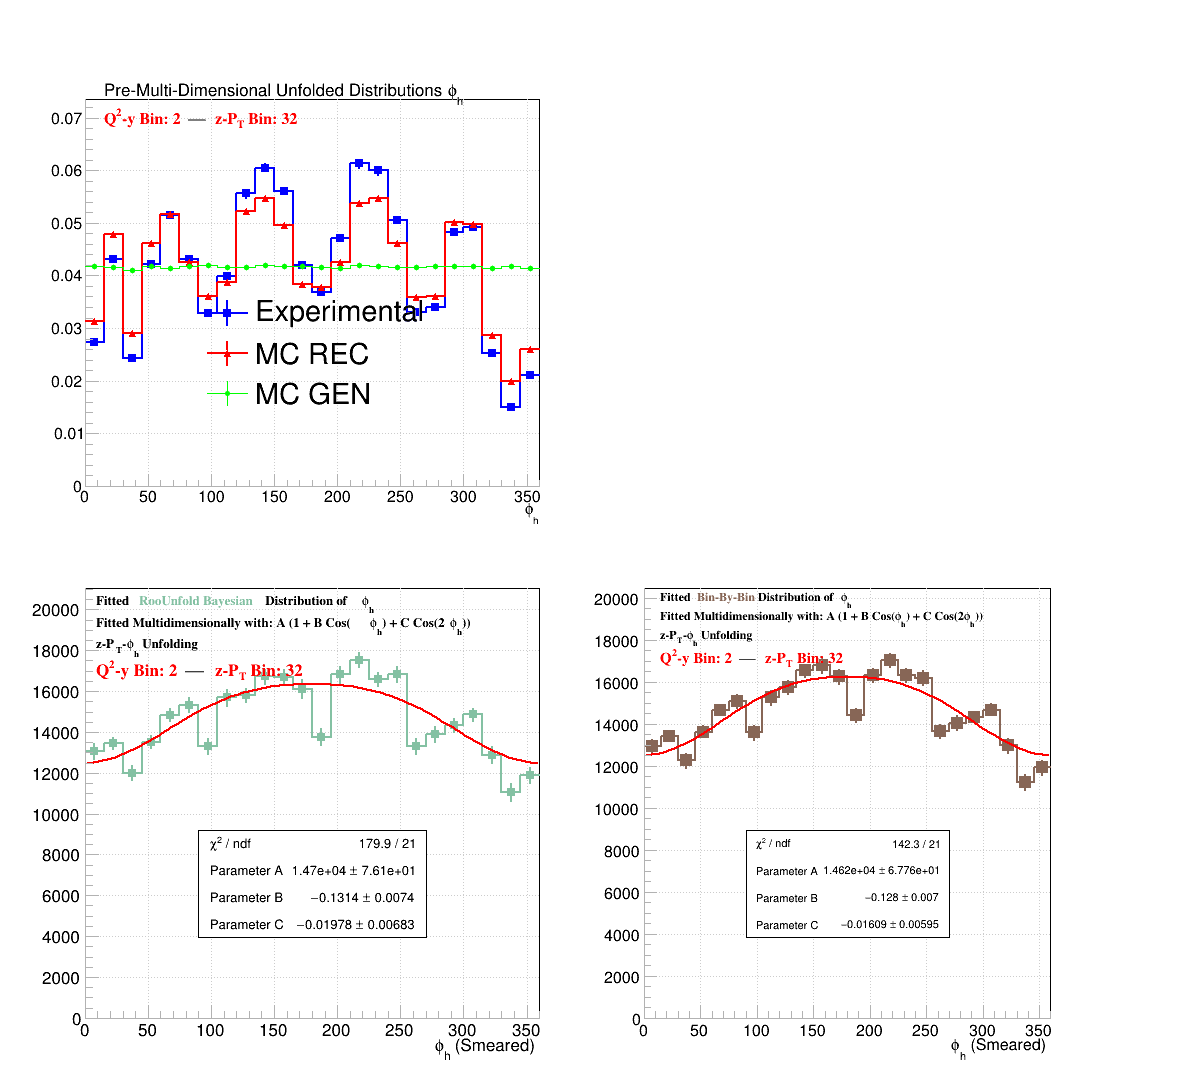 Pre-Multi-Dimensional Unfolded Distributions ϕh
Q2-y Bin: 2 — z-PT Bin: 32
0.07
0.06
0.05
0.04
0.03
0.02
0.01
0
Experimental
MC REC
MC GEN
0 50 100 150 200 250 300 350
ϕh
Fitted RooUnfold Bayesian Distribution of ϕh
Fitted Multidimensionally with: A (1 + B Cos( ϕh) + C Cos(2 ϕh))
z-PT-ϕh Unfolding
Q2-y Bin: 2 — z-PT Bin: 32
20000
18000
16000
14000
12000
10000
8000
6000
4000
2000
0
χ2 / ndf 179.9 / 21
Parameter A 1.47e+04 ± 7.61e+01
Parameter B −0.1314 ± 0.0074
Parameter C −0.01978 ± 0.00683
0 50 100 150 200 250 300 350
ϕh (Smeared)
Fitted Bin-By-Bin Distribution of ϕh
Fitted Multidimensionally with: A (1 + B Cos(ϕh) + C Cos(2ϕh))
z-PT-ϕh Unfolding
Q2-y Bin: 2 — z-PT Bin: 32
20000
18000
16000
14000
12000
10000
8000
6000
4000
2000
0
χ2 / ndf 142.3 / 21
Parameter A 1.462e+04 ± 6.776e+01
Parameter B −0.128 ± 0.007
Parameter C −0.01609 ± 0.00595
0 50 100 150 200 250 300 350
ϕh (Smeared)